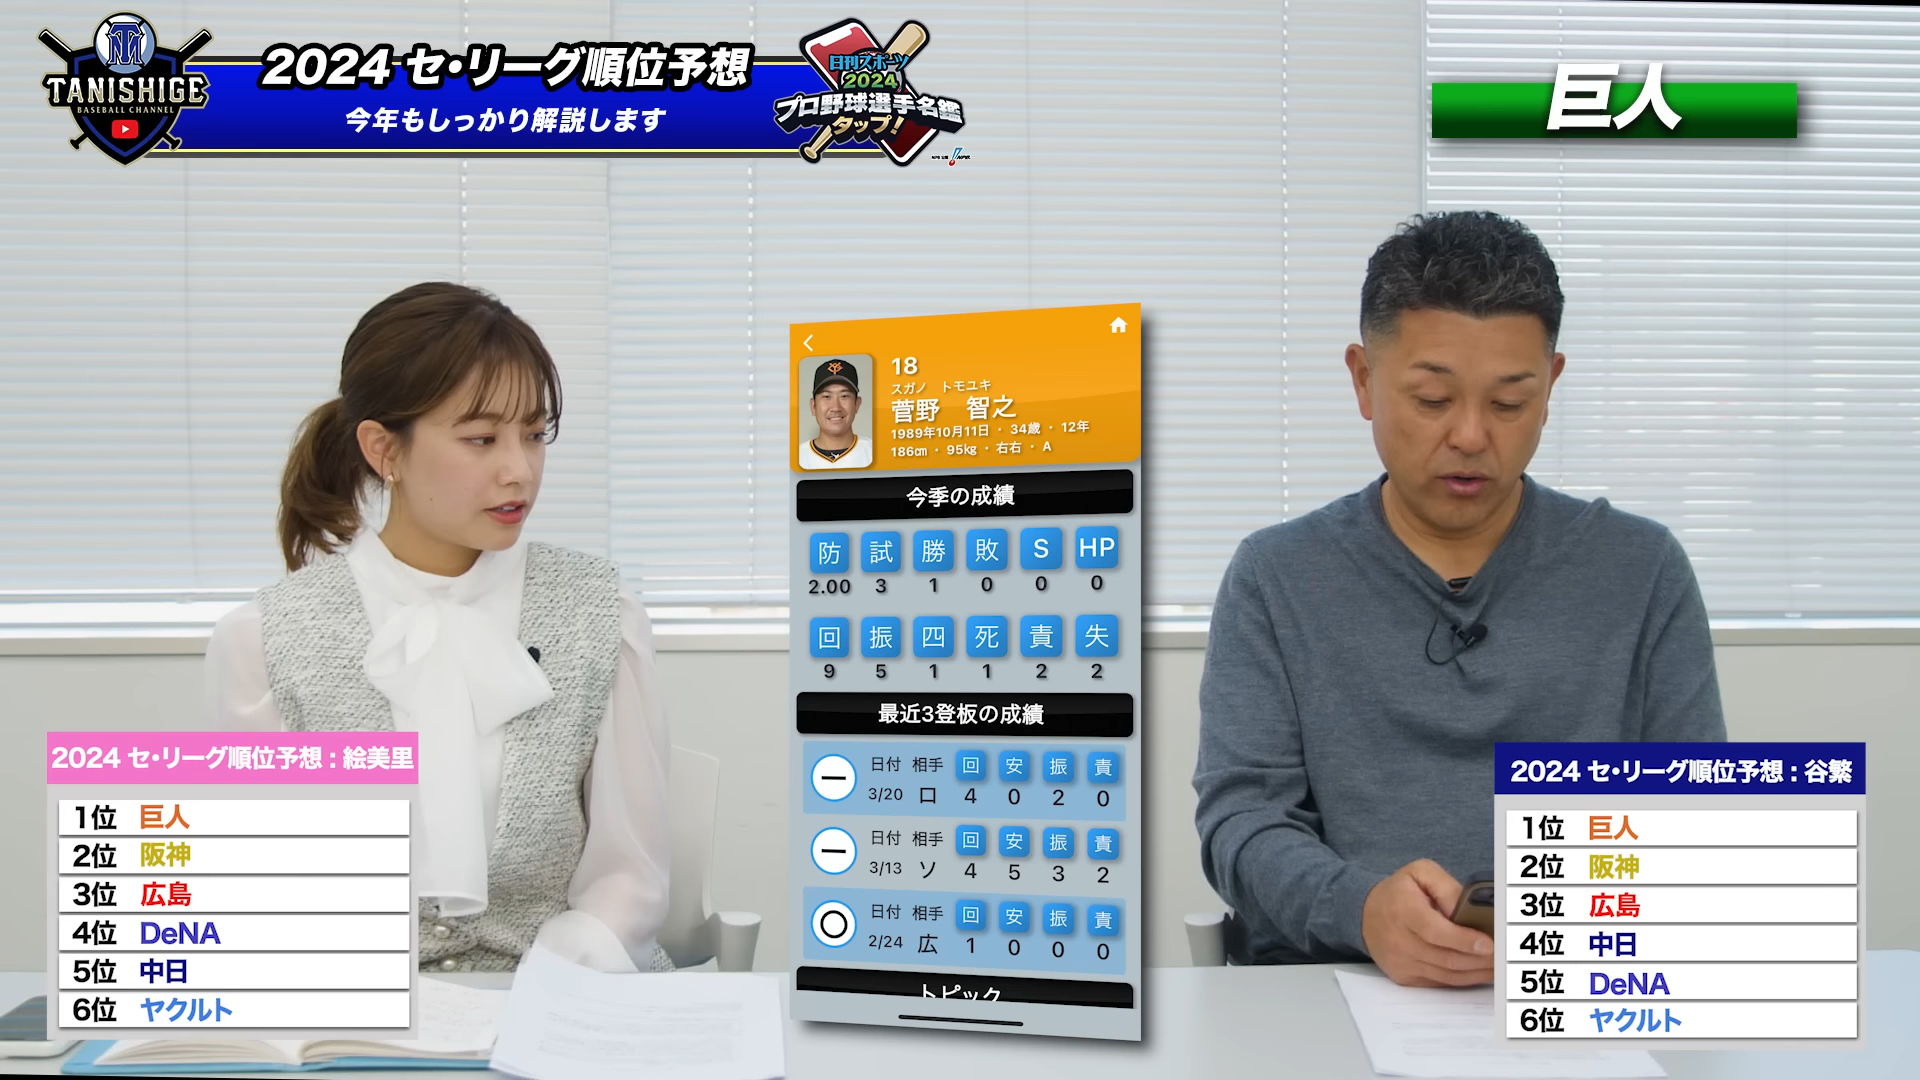 TM
TANISHIGE
BASEBALL CHANNEL
2024 セ・リーグ順位予想
今年もしっかり解説します
日刊スポーツ
2024
プロ野球選手名鑑
タップ!
巨人
18
スガノ トモユキ
菅野 智之
1989年10月11日 ・ 34歳 ・ 12年
186cm ・ 95kg ・ 右右 ・ A
今季の成績
防 試 勝 敗 S HP
2.00 3 1 0 0 0
回 振 四 死 責 失
9 5 1 1 2 2
最近3登板の成績
日付 相手 回 安 振 責
3/20 ロ 4 0 2 0
日付 相手 回 安 振 責
3/13 ソ 4 5 3 2
日付 相手 回 安 振 責
2/24 広 1 0 0 0
トピック
2024 セ・リーグ順位予想 : 絵美里
1位 巨人
2位 阪神
3位 広島
4位 DeNA
5位 中日
6位 ヤクルト
2024 セ・リーグ順位予想 : 谷繁
1位 巨人
2位 阪神
3位 広島
4位 中日
5位 DeNA
6位 ヤクルト